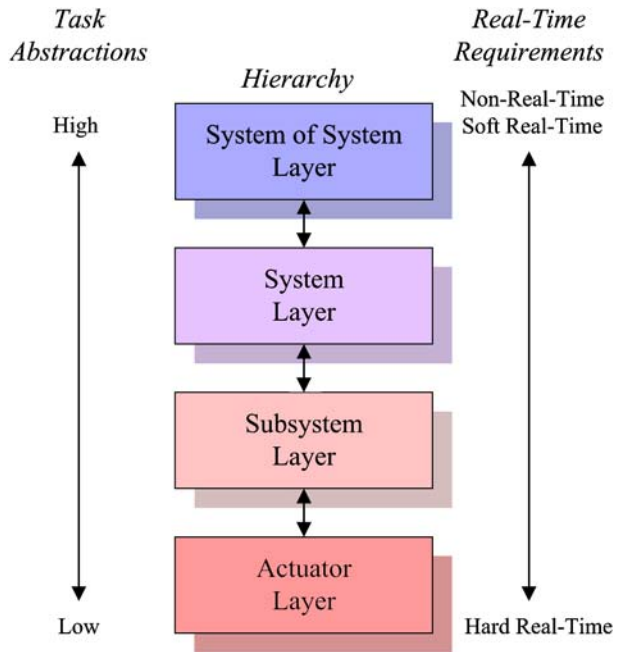 Task
Abstractions
Real-Time
Requirements
Hierarchy
High
Non-Real-Time
Soft Real-Time
System of System
Layer
System
Layer
Subsystem
Layer
Actuator
Layer
Low
Hard Real-Time